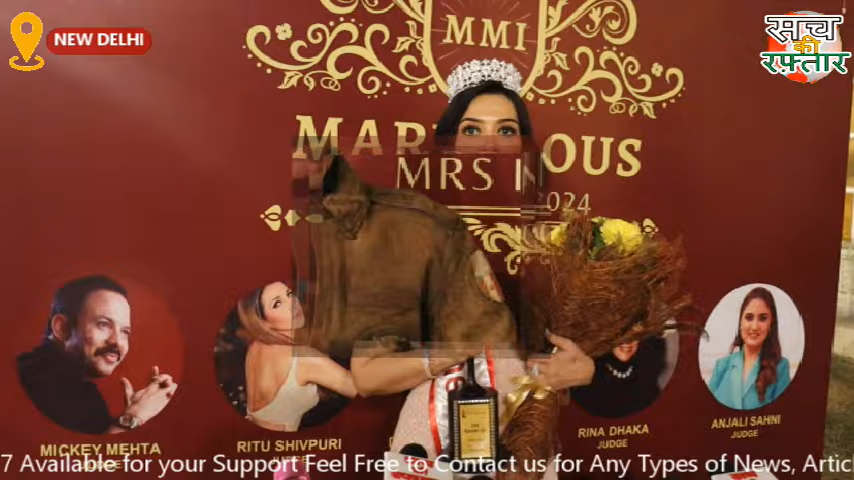 NEW DELHI
सच
की
रफ़्तार
MMI
OUS
MRS
2024
MICKEY MEHTA
RITU SHIVPURI
RINA DHAKA
JUDGE
ANJALI SAHNI
JUDGE
7 Available for your Support Feel Free to Contact us for Any Types of News, Artic